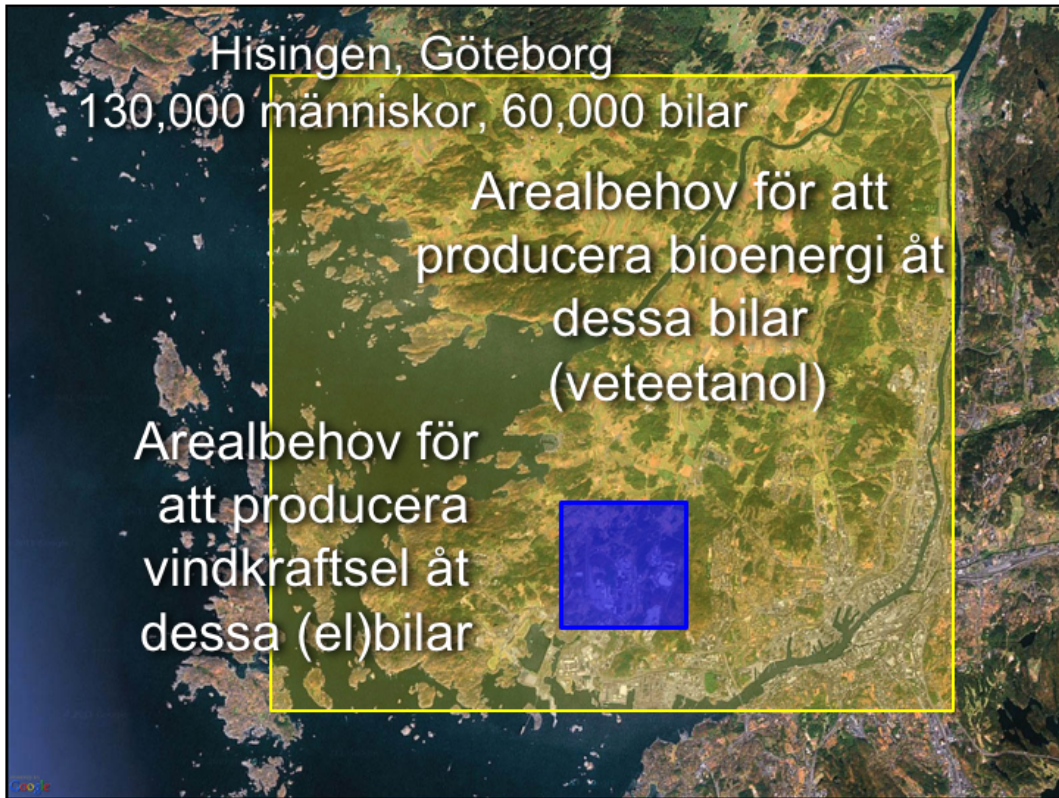 Hisingen, Göteborg
130,000 människor, 60,000 bilar
Arealbehov för att
producera bioenergi åt
dessa bilar
(veteetanol)
Arealbehov för
att producera
vindkraftsel åt
dessa (el)bilar
Google